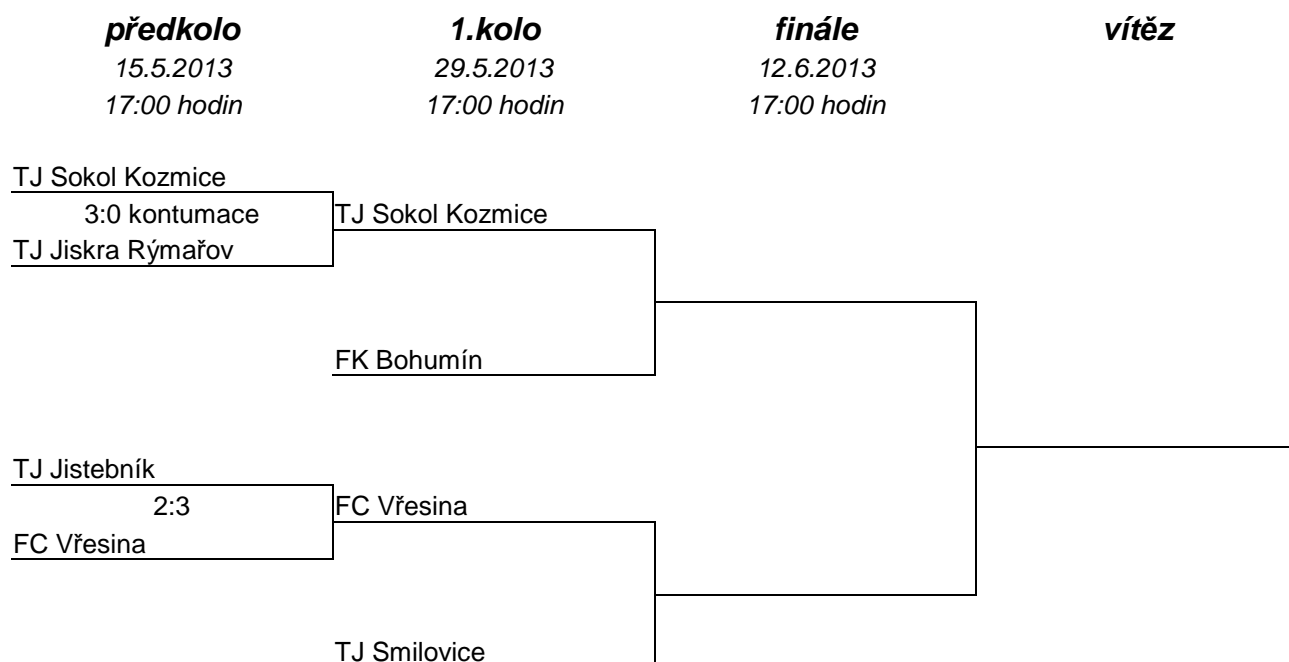 předkolo 1.kolo finále vítěz
15.5.2013 29.5.2013 12.6.2013
17:00 hodin 17:00 hodin 17:00 hodin
TJ Sokol Kozmice
3:0 kontumace TJ Sokol Kozmice
TJ Jiskra Rýmařov
FK Bohumín
TJ Jistebník
2:3 FC Vřesina
FC Vřesina
TJ Smilovice